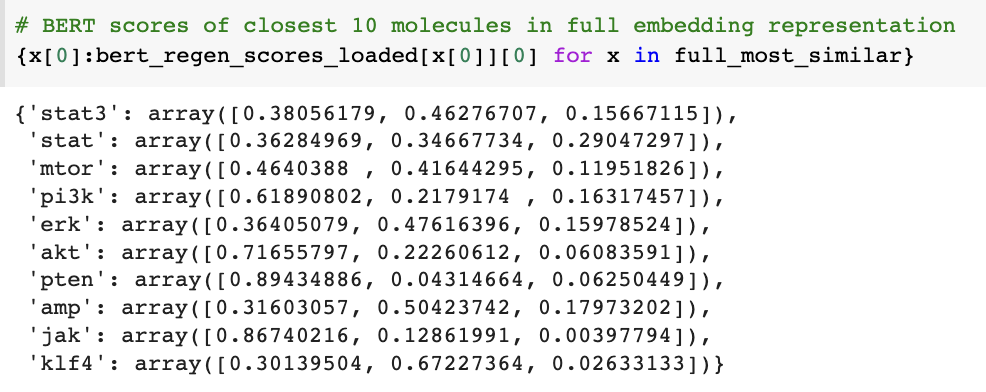 # BERT scores of closest 10 molecules in full embedding representation
{x[0]:bert_regen_scores_loaded[x[0]][0] for x in full_most_similar}
{'stat3': array([0.38056179, 0.46276707, 0.15667115]),
'stat': array([0.36284969, 0.34667734, 0.29047297]),
'mtor': array([0.4640388 , 0.41644295, 0.11951826]),
'pi3k': array([0.61890802, 0.2179174 , 0.16317457]),
'erk': array([0.36405079, 0.47616396, 0.15978524]),
'akt': array([0.71655797, 0.22260612, 0.06083591]),
'pten': array([0.89434886, 0.04314664, 0.06250449]),
'amp': array([0.31603057, 0.50423742, 0.17973202]),
'jak': array([0.86740216, 0.12861991, 0.00397794]),
'klf4': array([0.30139504, 0.67227364, 0.02633133])}